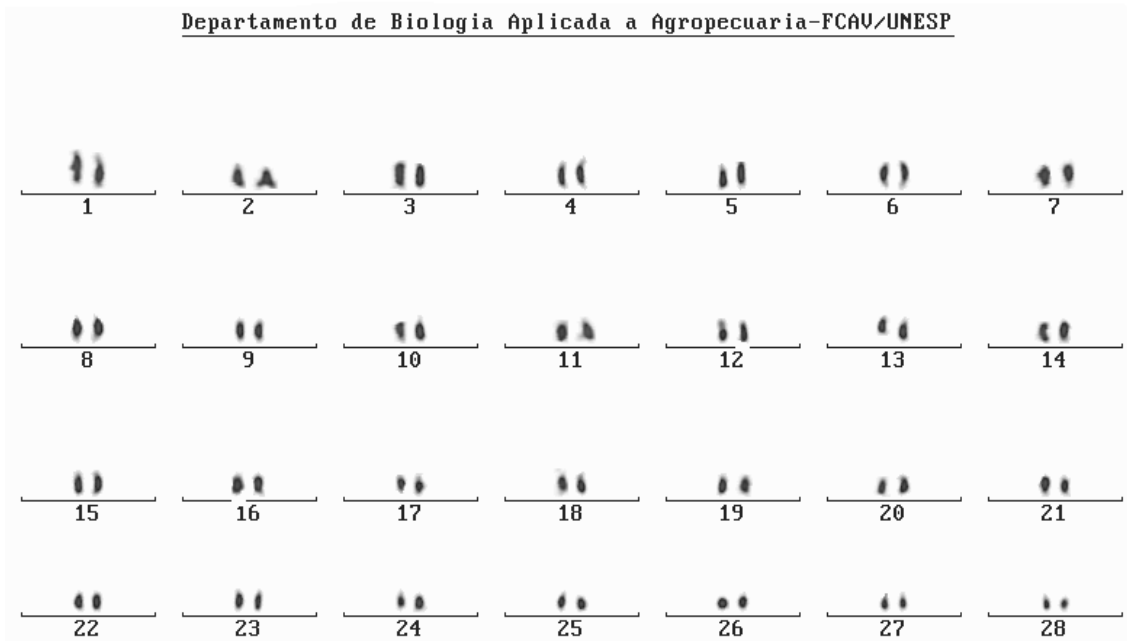 Departamento de Biologia Aplicada a Agropecuaria-FCAV/UNESP
1 2 3 4 5 6 7
8 9 10 11 12 13 14
15 16 17 18 19 20 21
22 23 24 25 26 27 28